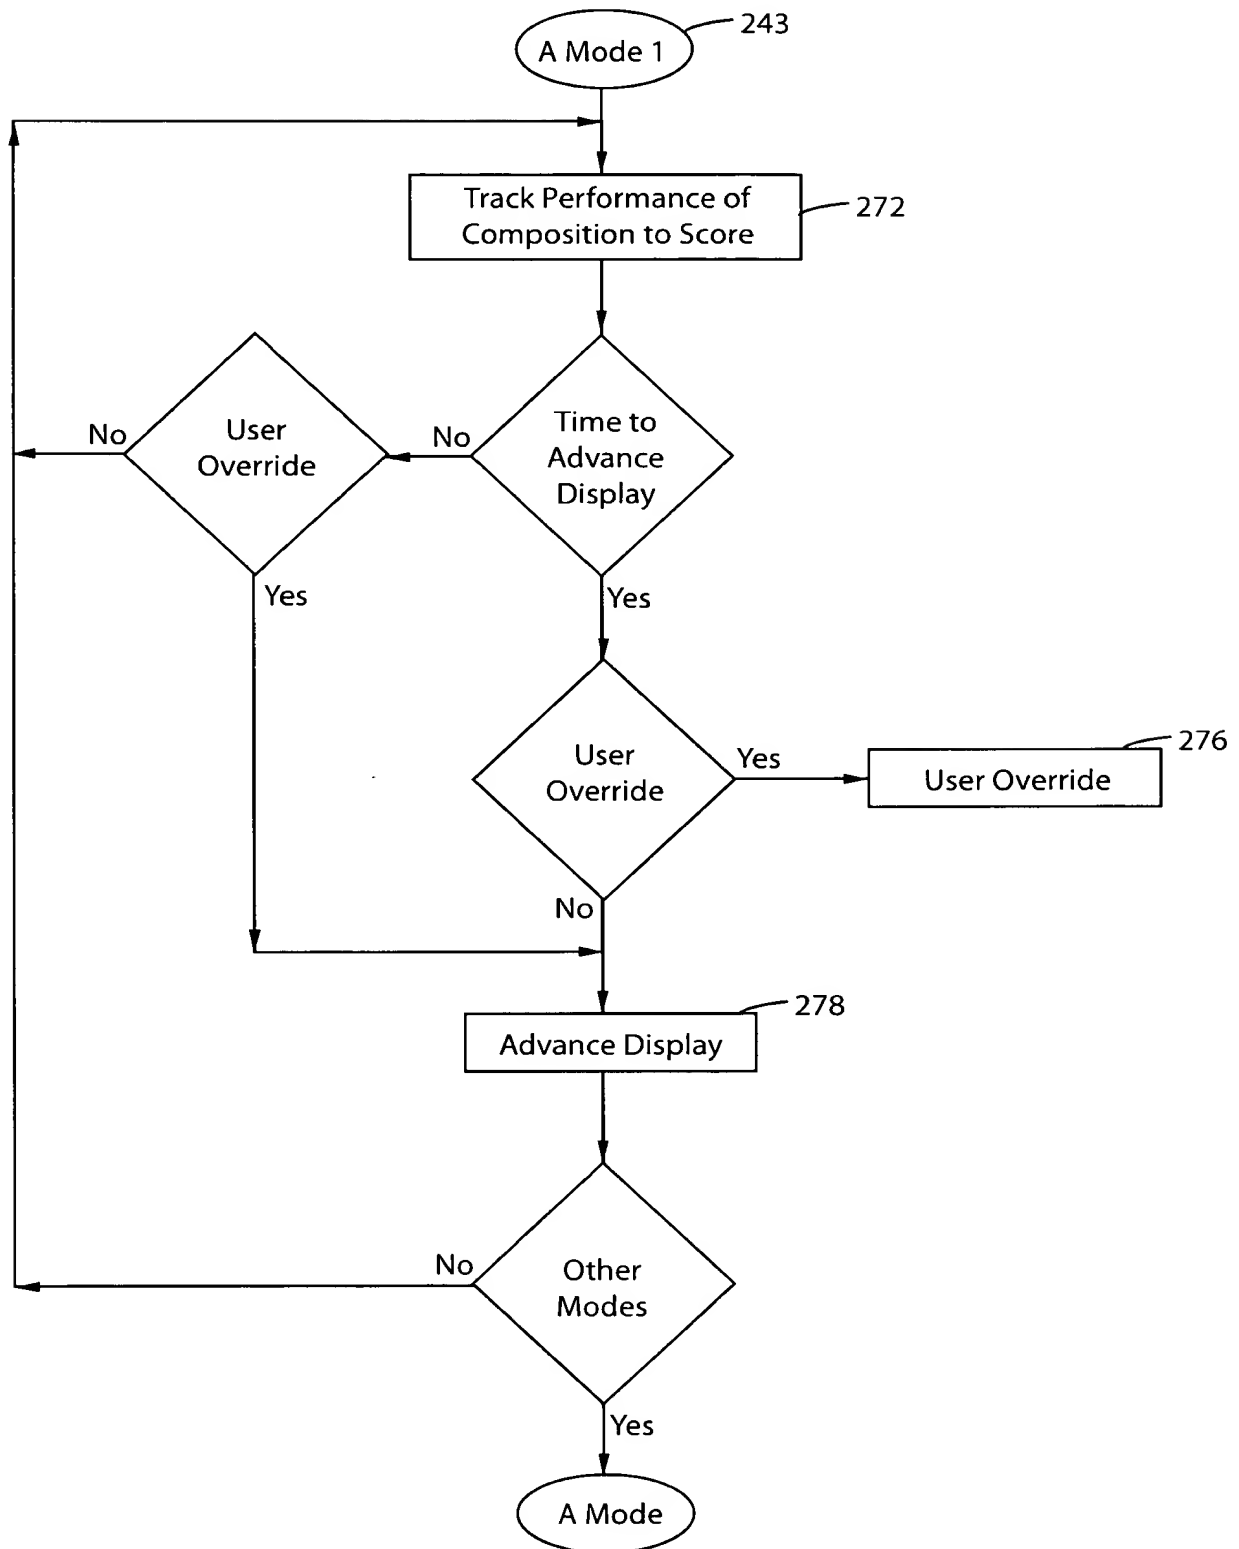 A Mode 1
243
Track Performance of
Composition to Score
272
Time to
Advance
Display
No
User
Override
No
Yes
Yes
User
Override
Yes
User Override
276
No
Advance Display
278
Other
Modes
No
Yes
A Mode